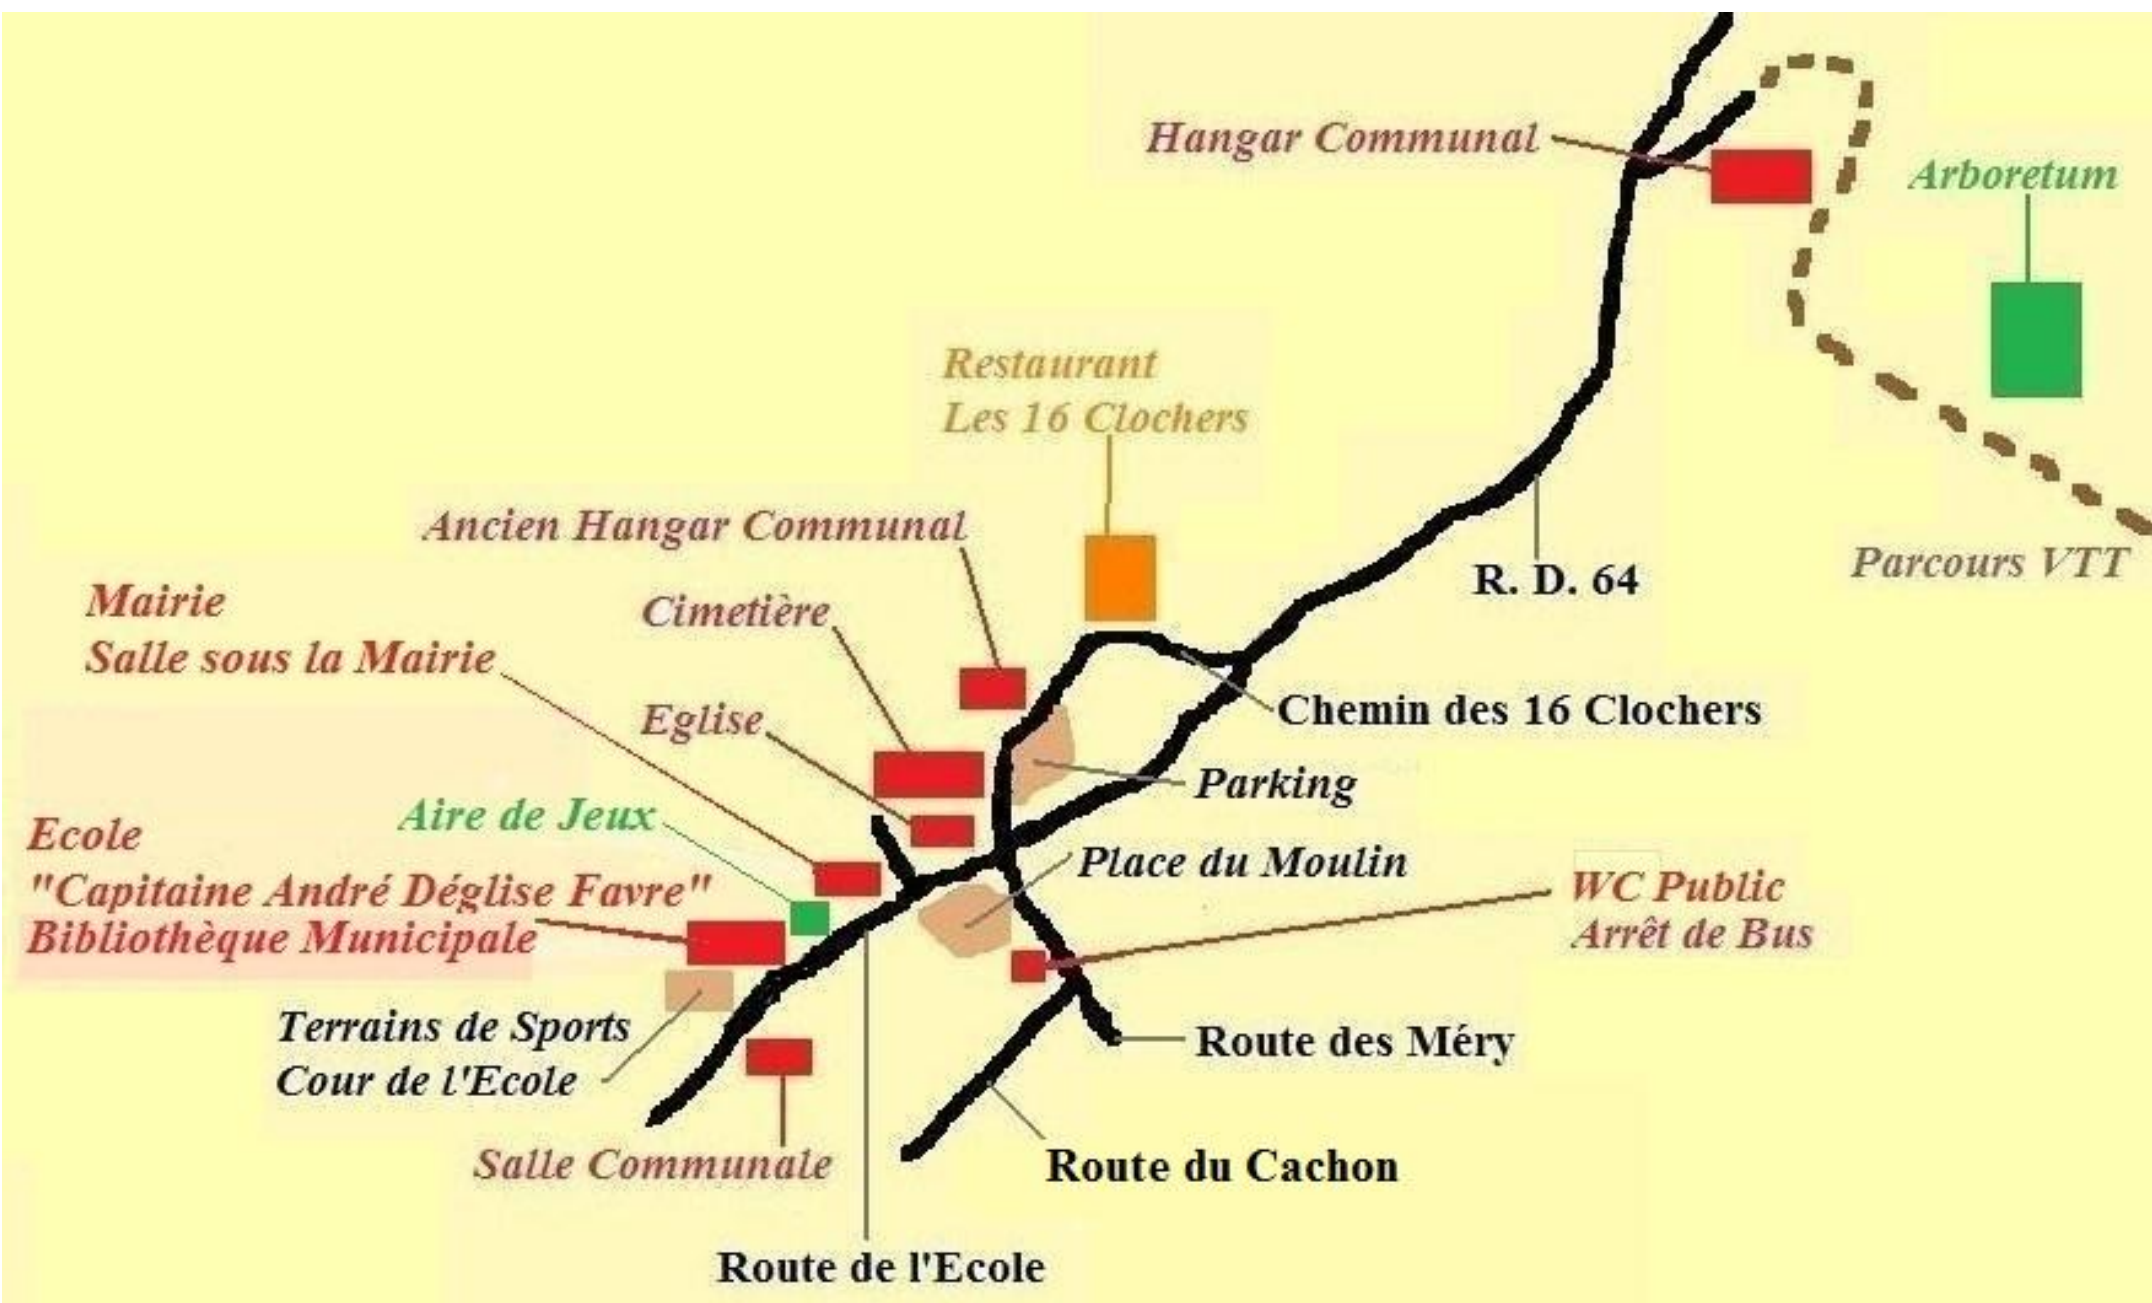 Hangar Communal
Arboretum
Restaurant
Les 16 Clochers
Ancien Hangar Communal
Parcours VTT
R. D. 64
Mairie
Salle sous la Mairie
Cimetière
Eglise
Chemin des 16 Clochers
Parking
Aire de Jeux
Ecole
"Capitaine André Déglise Favre"
Bibliothèque Municipale
Place du Moulin
WC Public
Arrêt de Bus
Terrains de Sports
Cour de l'Ecole
Route des Méry
Salle Communale
Route du Cachon
Route de l'Ecole